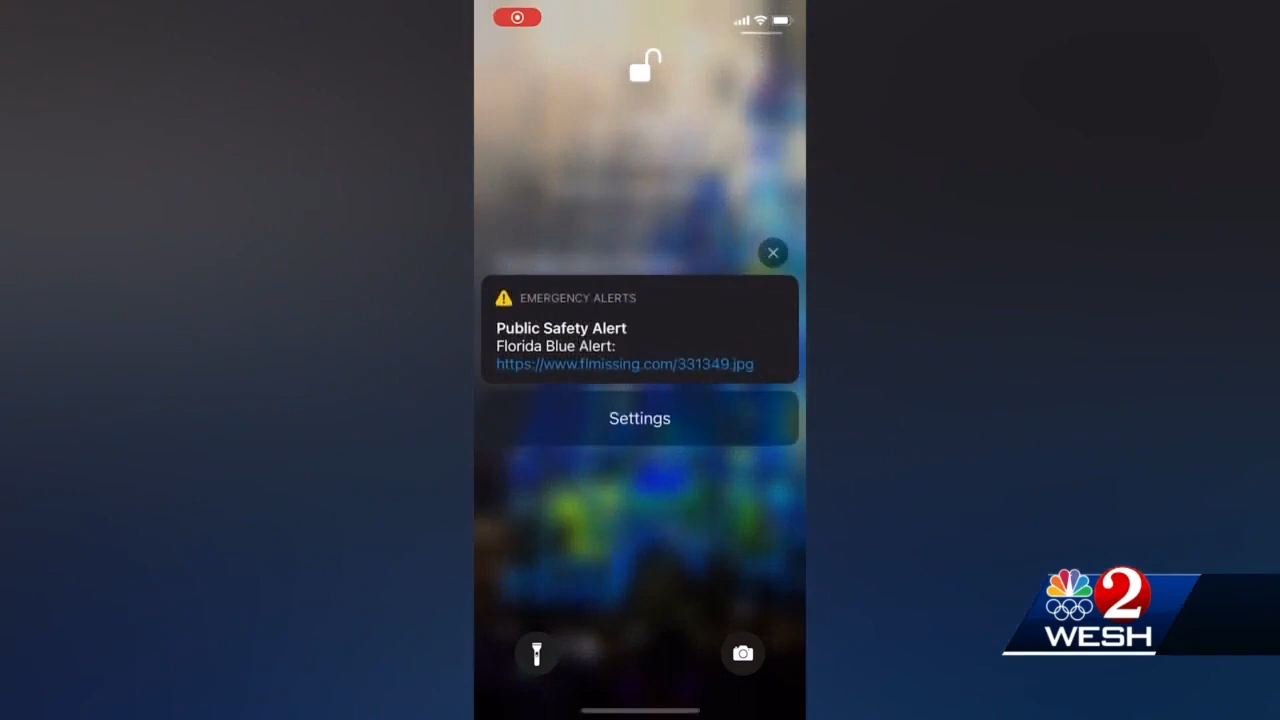 EMERGENCY ALERTS
Public Safety Alert
Florida Blue Alert:
https://www.flmissing.com/331349.jpg
Settings
2
WESH